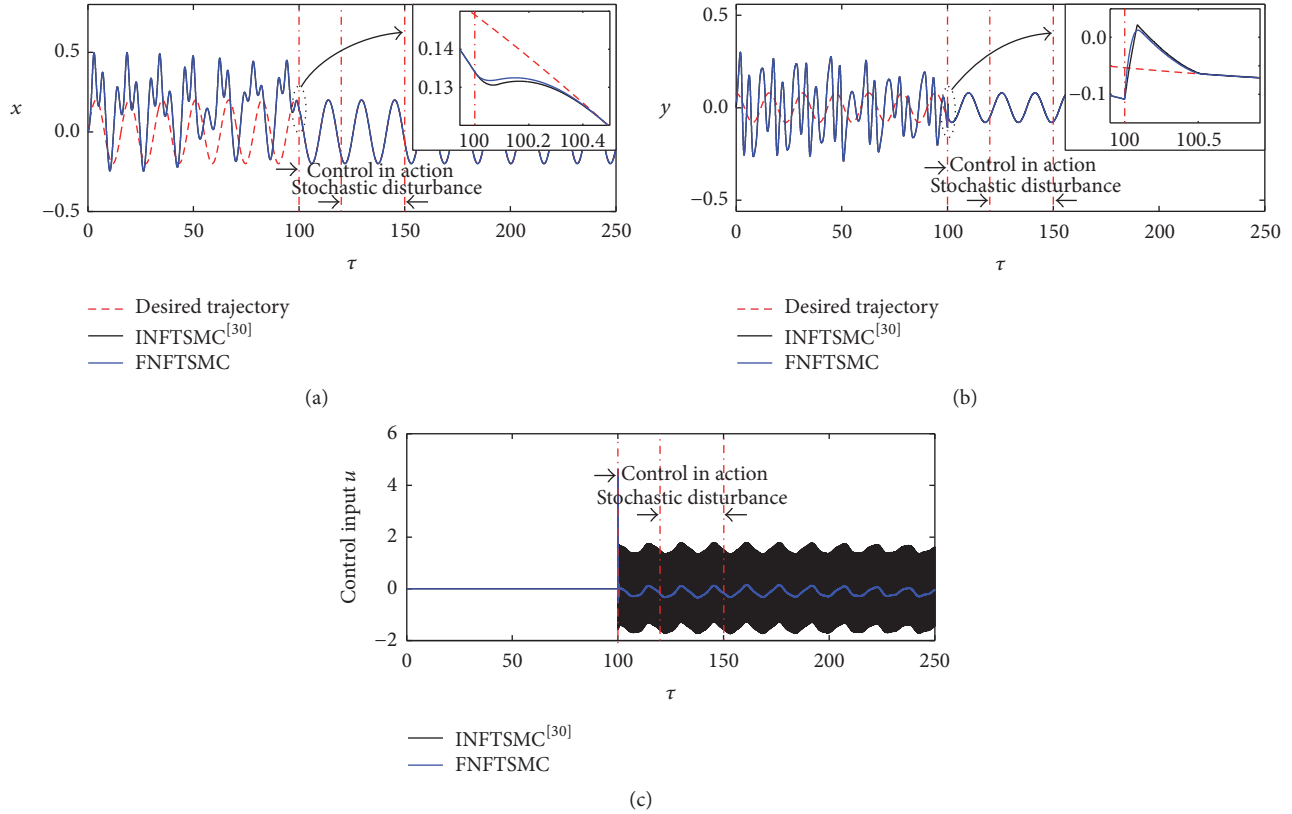 x
0.5
0.0
−0.5
0 50 100 150 200 250
τ
0.14
0.13
100 100.2 100.4
Control in action
Stochastic disturbance
Desired trajectory
INFTSMC[30]
FNFTSMC
(a)
y
0.5
0.0
−0.5
0 50 100 150 200 250
τ
0.0
−0.1
100 100.5
Control in action
Stochastic disturbance
Desired trajectory
INFTSMC[30]
FNFTSMC
(b)
Control input u
6
4
2
0
−2
0 50 100 150 200 250
τ
Control in action
Stochastic disturbance
INFTSMC[30]
FNFTSMC
(c)